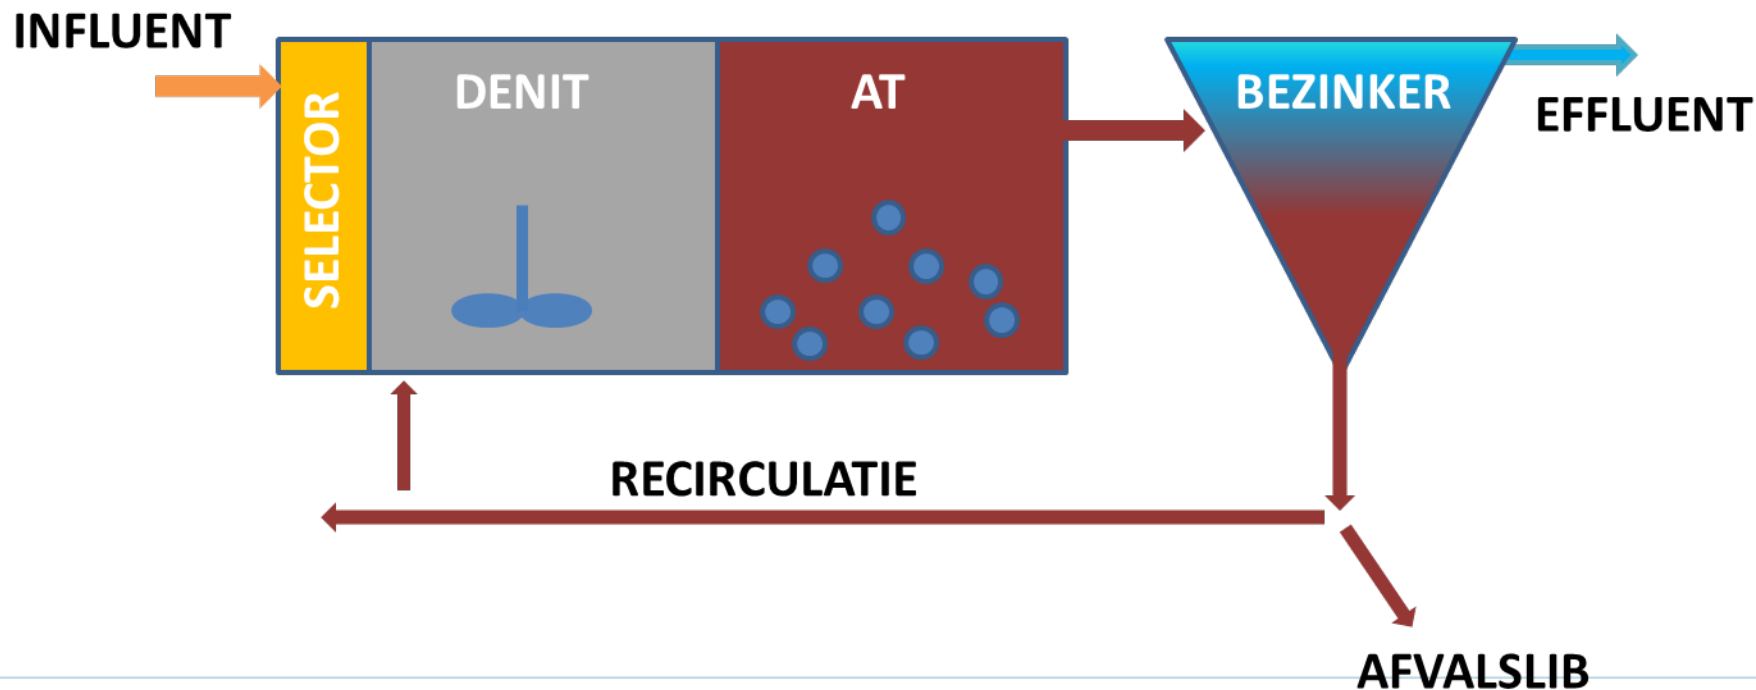 INFLUENT
SELECTOR
DENIT
AT
BEZINKER
EFFLUENT
RECIRCULATIE
AFVALSLIB